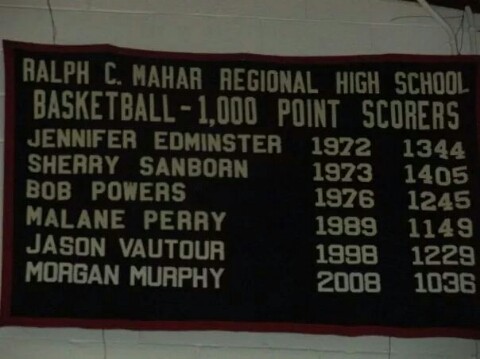 RALPH C. MAHAR REGIONAL HIGH SCHOOL
BASKETBALL - 1,000 POINT SCORERS
JENNIFER EDMINSTER 1972 1344
SHERRY SANBORN 1973 1405
BOB POWERS 1976 1245
MALANE PERRY 1989 1149
JASON VAUTOUR 1998 1229
MORGAN MURPHY 2008 1036